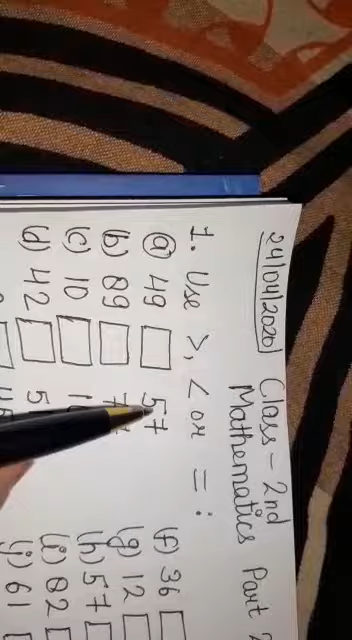 24/04/2020 Class - 2nd
Mathematics Part
1. Use >, < or = :
(a) 49 57 (f) 36
(b) 89 (g) 12
(c) 10 (h) 57
(d) 42 (i) 82
(j) 61